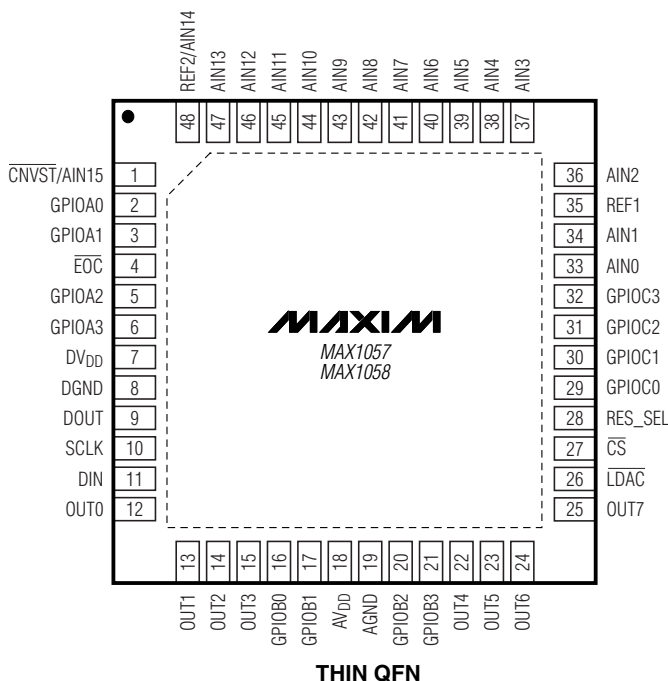 REF2/AIN14
AIN13
AIN12
AIN11
AIN10
AIN9
AIN8
AIN7
AIN6
AIN5
AIN4
AIN3
48
47
46
45
44
43
42
41
40
39
38
37
CNVST/AIN15 1
GPIOA0 2
GPIOA1 3
EOC 4
GPIOA2 5
GPIOA3 6
DVDD 7
DGND 8
DOUT 9
SCLK 10
DIN 11
OUT0 12
MAXIM
MAX1057
MAX1058
36 AIN2
35 REF1
34 AIN1
33 AIN0
32 GPIOC3
31 GPIOC2
30 GPIOC1
29 GPIOC0
28 RES_SEL
27 CS
26 LDAC
25 OUT7
13
14
15
16
17
18
19
20
21
22
23
24
OUT1
OUT2
OUT3
GPIOB0
GPIOB1
AVDD
AGND
GPIOB2
GPIOB3
OUT4
OUT5
OUT6
THIN QFN